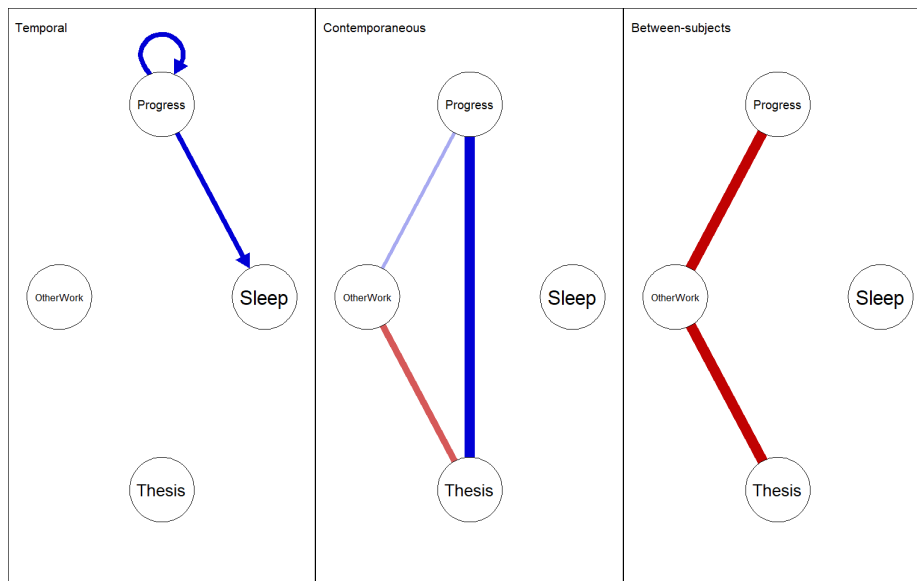 Temporal
Progress
OtherWork
Sleep
Thesis
Contemporaneous
Progress
OtherWork
Sleep
Thesis
Between-subjects
Progress
OtherWork
Sleep
Thesis